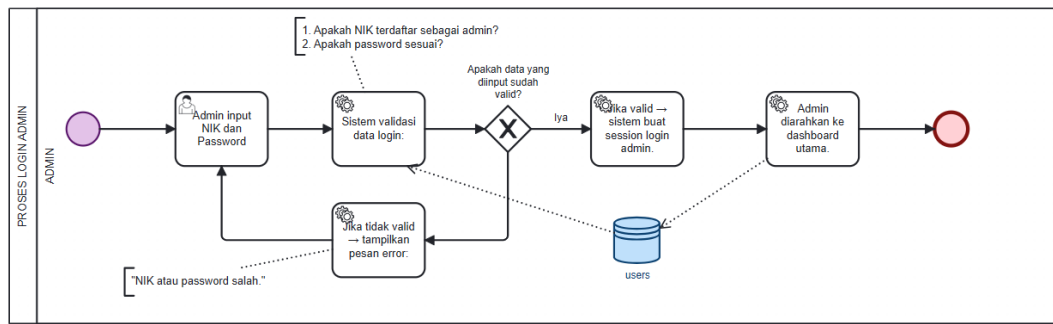 PROSES LOGIN ADMIN
ADMIN
1. Apakah NIK terdaftar sebagai admin?
2. Apakah password sesuai?
Admin input
NIK dan
Password
Sistem validasi
data login:
Apakah data yang
diinput sudah
valid?
Iya
Jika valid →
sistem buat
session login
admin.
Admin
diarahkan ke
dashboard
utama.
Jika tidak valid
→ tampilkan
pesan error:
"NIK atau password salah."
users